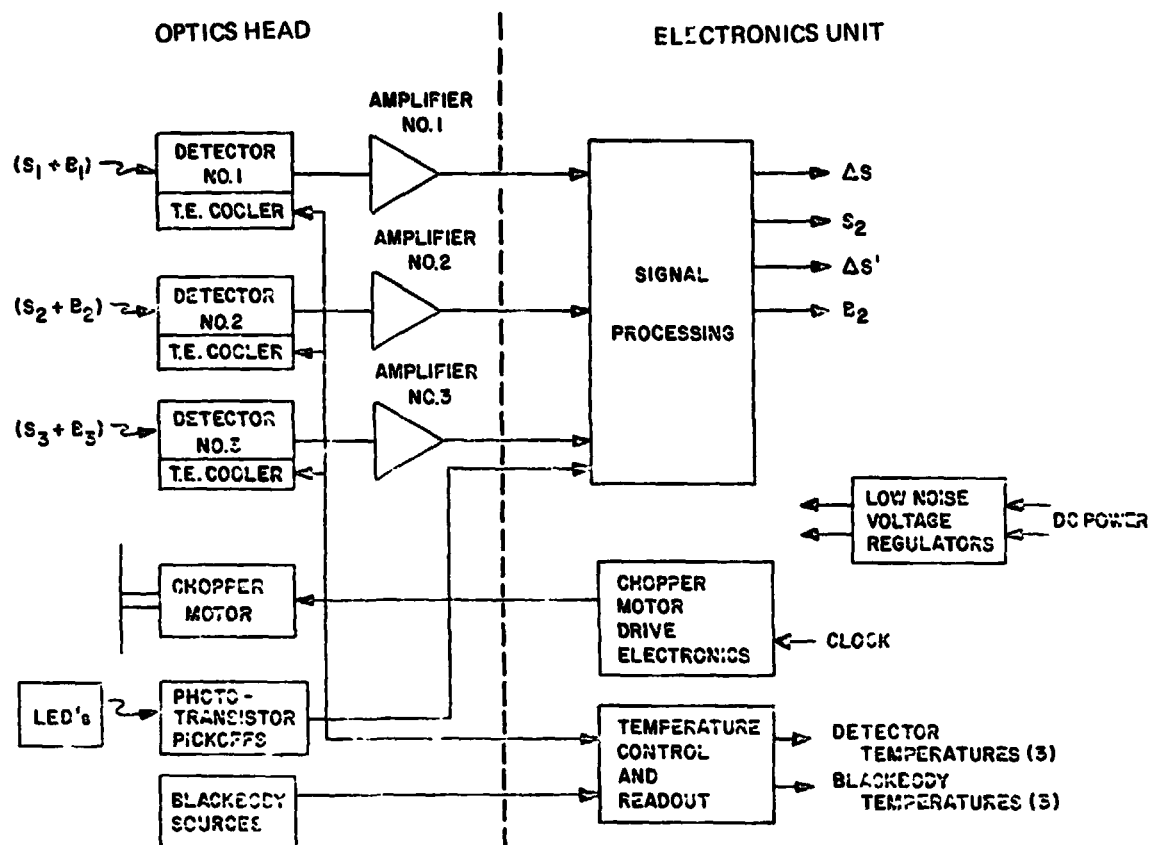 OPTICS HEAD
ELECTRONICS UNIT
AMPLIFIER
NO.1
(S1 + B1)
DETECTOR
NO.1
T.E. COOLER
AMPLIFIER
NO.2
(S2 + B2)
DETECTOR
NO.2
T.E. COOLER
AMPLIFIER
NO.3
(S3 + B3)
DETECTOR
NO.3
T.E. COOLER
SIGNAL
PROCESSING
ΔS
S2
ΔS'
B2
LOW NOISE
VOLTAGE
REGULATORS
DC POWER
CHOPPER
MOTOR
CHOPPER
MOTOR
DRIVE
ELECTRONICS
CLOCK
LED's
PHOTO-
TRANSISTOR
PICKOFFS
TEMPERATURE
CONTROL
AND
READOUT
DETECTOR
TEMPERATURES (3)
BLACKBODY
TEMPERATURES (3)
BLACKBODY
SOURCES